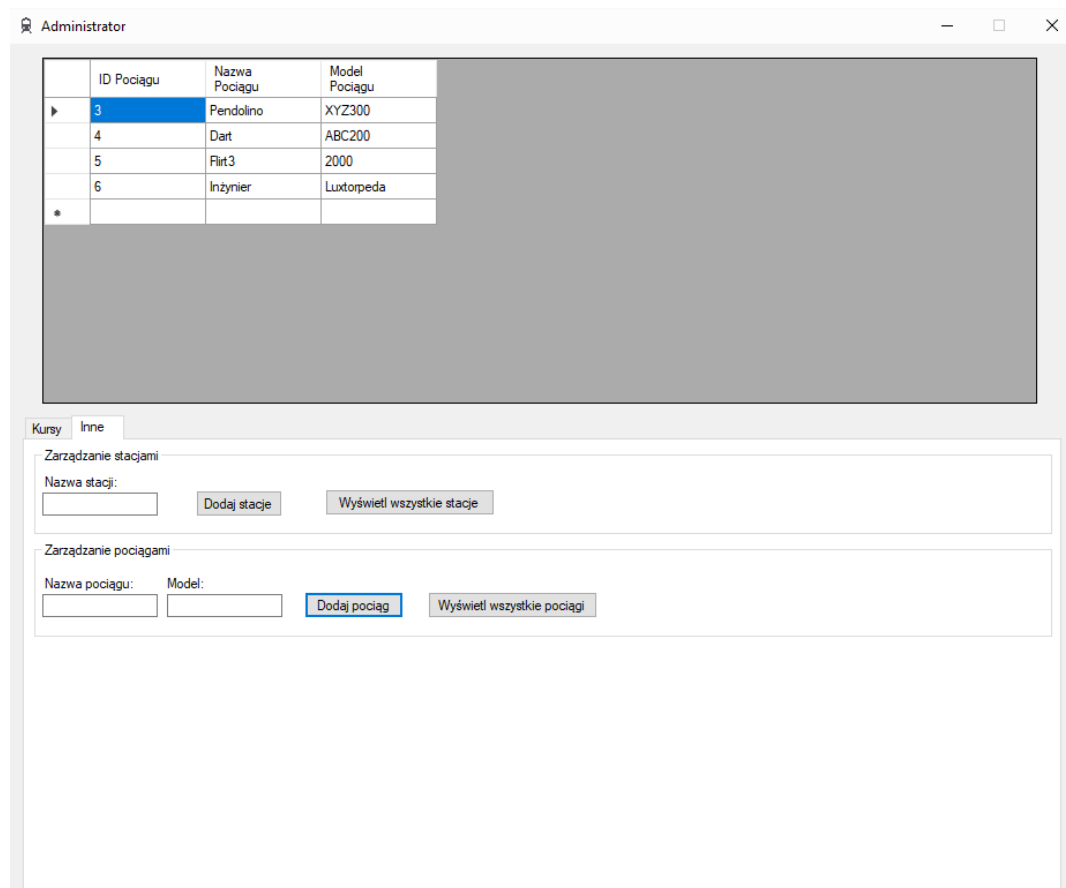 Administrator
ID Pociągu Nazwa Pociągu Model Pociągu
3 Pendolino XYZ300
4 Dart ABC200
5 Flirt3 2000
6 Inżynier Luxtorpeda
Kursy Inne
Zarządzanie stacjami
Nazwa stacji:
Dodaj stacje Wyświetl wszystkie stacje
Zarządzanie pociągami
Nazwa pociągu: Model:
Dodaj pociąg Wyświetl wszystkie pociągi